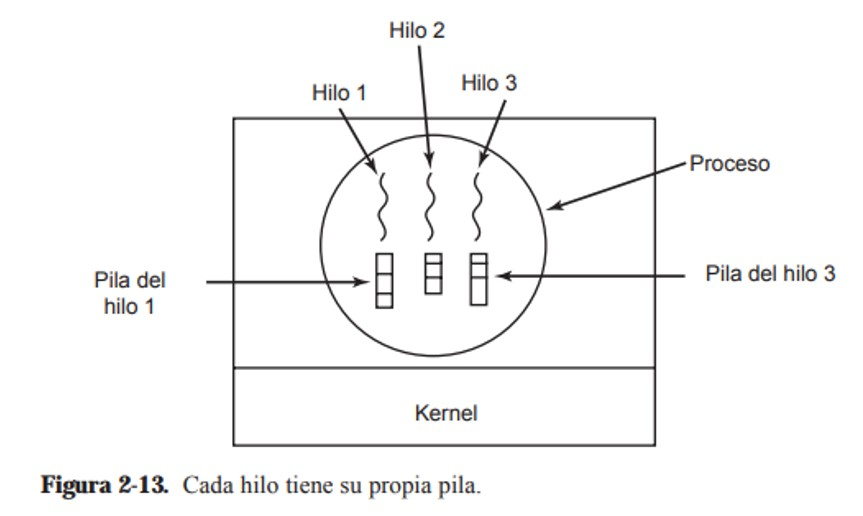 Hilo 2
Hilo 1
Hilo 3
Proceso
Pila del
hilo 1
Pila del hilo 3
Kernel
Figura 2-13. Cada hilo tiene su propia pila.